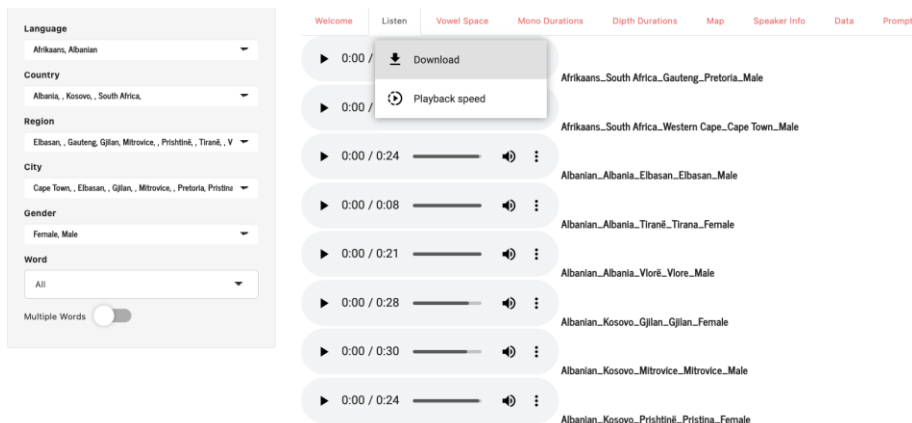 Language
Afrikaans, Albanian
Country
Albania, , Kosovo, , South Africa,
Region
Elbasan, , Gauteng, Gjilan, Mitrovice, , Prishtinë, , Tiranë, , V
City
Cape Town, , Elbasan, , Gjilan, , Mitrovice, , Pretoria, Pristina
Gender
Female, Male
Word
All
Multiple Words
Welcome Listen Vowel Space Mono Durations Dipth Durations Map Speaker Info Data Prompt
0:00 /
Download
Afrikaans_South Africa_Gauteng_Pretoria_Male
Playback speed
0:00 /
Afrikaans_South Africa_Western Cape_Cape Town_Male
0:00 / 0:24
Albanian_Albania_Elbasan_Elbasan_Male
0:00 / 0:08
Albanian_Albania_Tiranë_Tirana_Female
0:00 / 0:21
Albanian_Albania_Vlorë_Vlore_Male
0:00 / 0:28
Albanian_Kosovo_Gjilan_Gjilan_Female
0:00 / 0:30
Albanian_Kosovo_Mitrovice_Mitrovice_Male
0:00 / 0:24
Albanian_Kosovo_Prishtinë_Pristina_Female